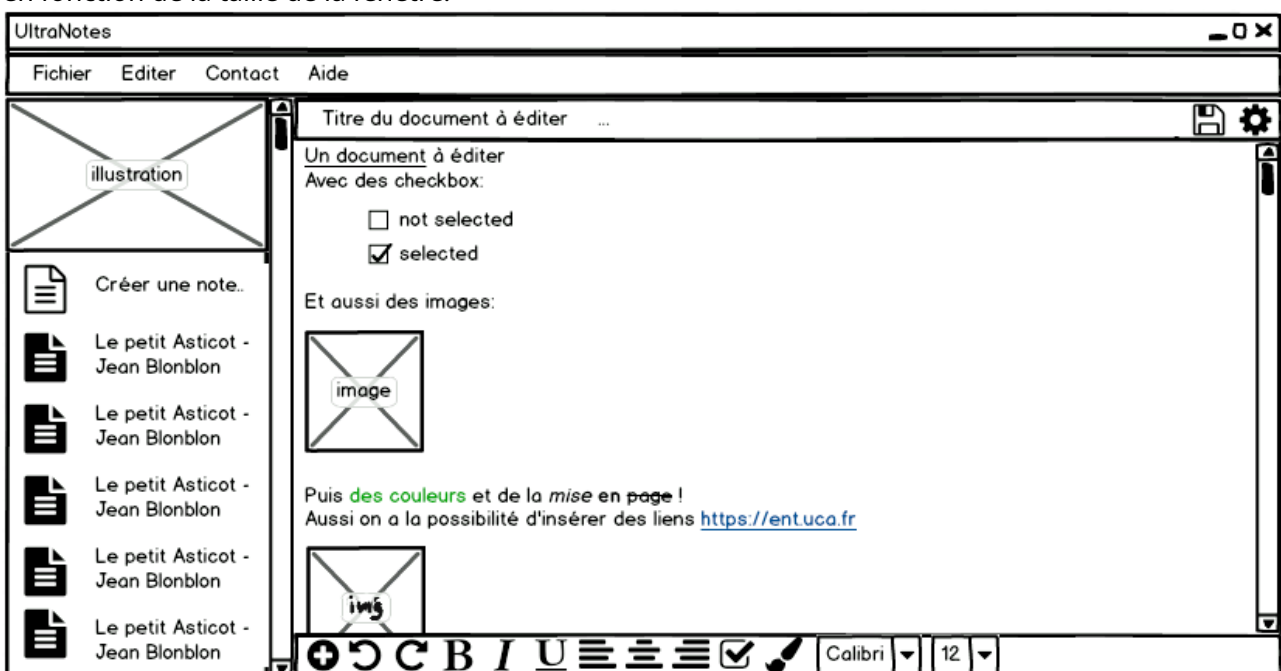 en fonction de la taille de la fenêtre.
UltraNotes
Fichier Editer Contact Aide
illustration
Créer une note..
Le petit Asticot -
Jean Blonblon
Le petit Asticot -
Jean Blonblon
Le petit Asticot -
Jean Blonblon
Le petit Asticot -
Jean Blonblon
Le petit Asticot -
Jean Blonblon
Titre du document à éditer ...
Un document à éditer
Avec des checkbox:
not selected
selected
Et aussi des images:
image
Puis des couleurs et de la mise en page !
Aussi on a la possibilité d'insérer des liens https://ent.uca.fr
img
B I U Calibri 12